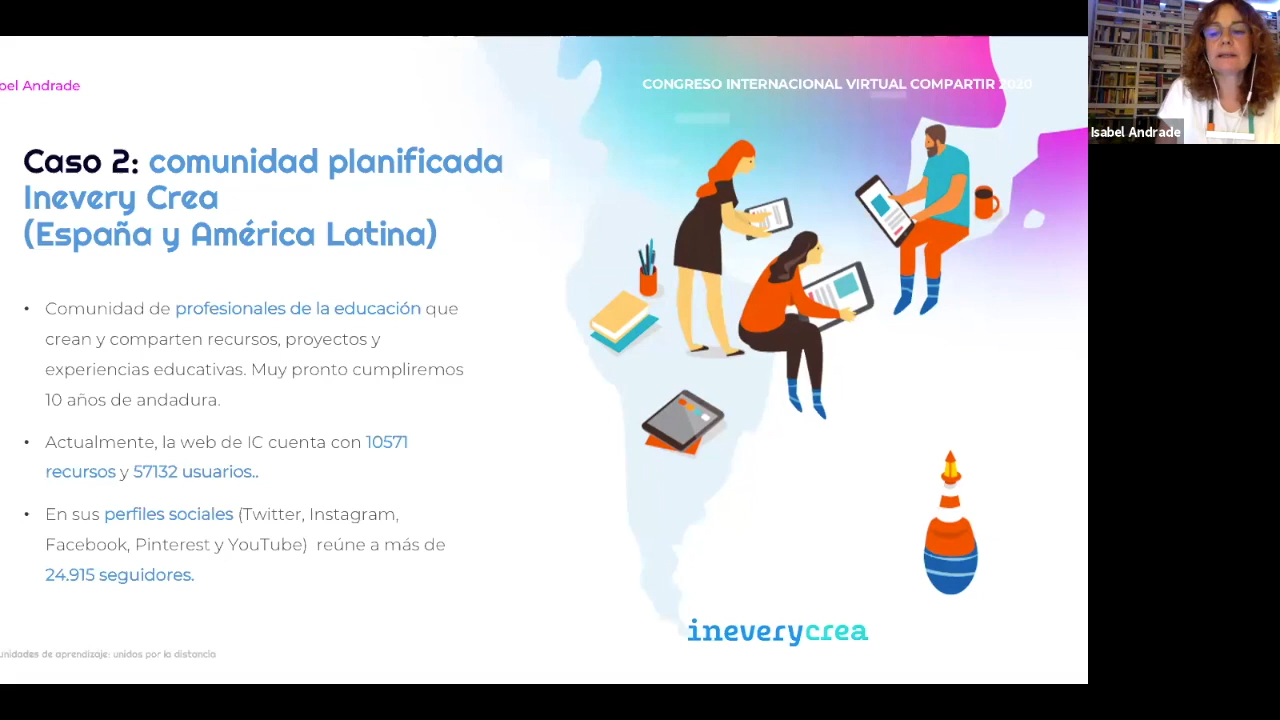 bel Andrade
CONGRESO INTERNACIONAL VIRTUAL COMPARTIR 2020
Isabel Andrade
Caso 2: comunidad planificada
Inevery Crea
(España y América Latina)
• Comunidad de profesionales de la educación que
crean y comparten recursos, proyectos y
experiencias educativas. Muy pronto cumpliremos
10 años de andadura.
• Actualmente, la web de IC cuenta con 10571
recursos y 57132 usuarios..
• En sus perfiles sociales (Twitter, Instagram,
Facebook, Pinterest y YouTube) reúne a más de
24.915 seguidores.
ineverycrea
unidades de aprendizaje: unidos por la distancia